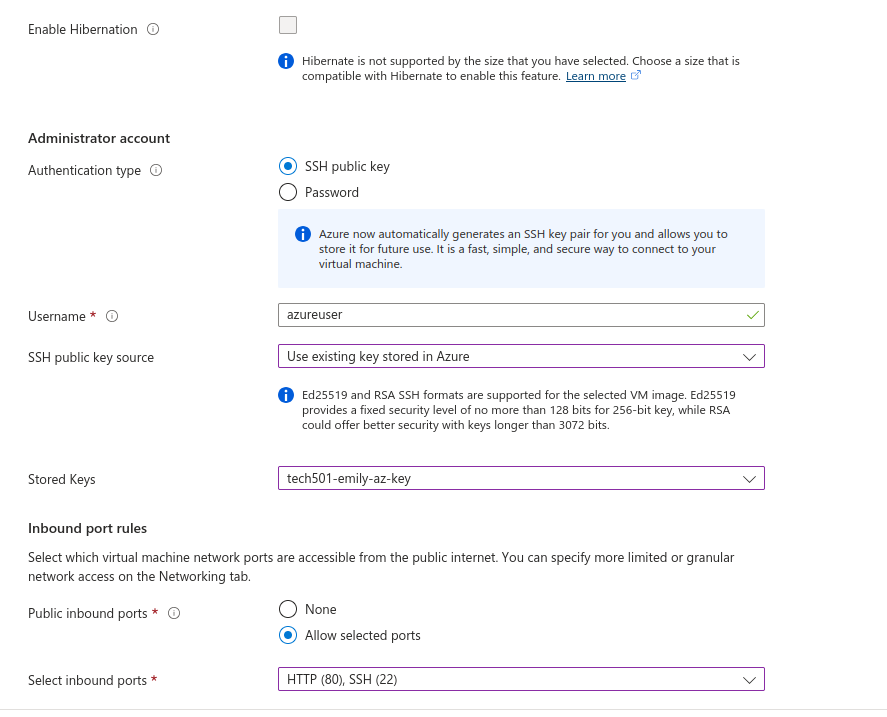 Enable Hibernation
Hibernate is not supported by the size that you have selected. Choose a size that is
compatible with Hibernate to enable this feature. Learn more
Administrator account
Authentication type
SSH public key
Password
Azure now automatically generates an SSH key pair for you and allows you to
store it for future use. It is a fast, simple, and secure way to connect to your
virtual machine.
Username *
azureuser
SSH public key source
Use existing key stored in Azure
Ed25519 and RSA SSH formats are supported for the selected VM image. Ed25519
provides a fixed security level of no more than 128 bits for 256-bit key, while RSA
could offer better security with keys longer than 3072 bits.
Stored Keys
tech501-emily-az-key
Inbound port rules
Select which virtual machine network ports are accessible from the public internet. You can specify more limited or granular
network access on the Networking tab.
Public inbound ports *
None
Allow selected ports
Select inbound ports *
HTTP (80), SSH (22)